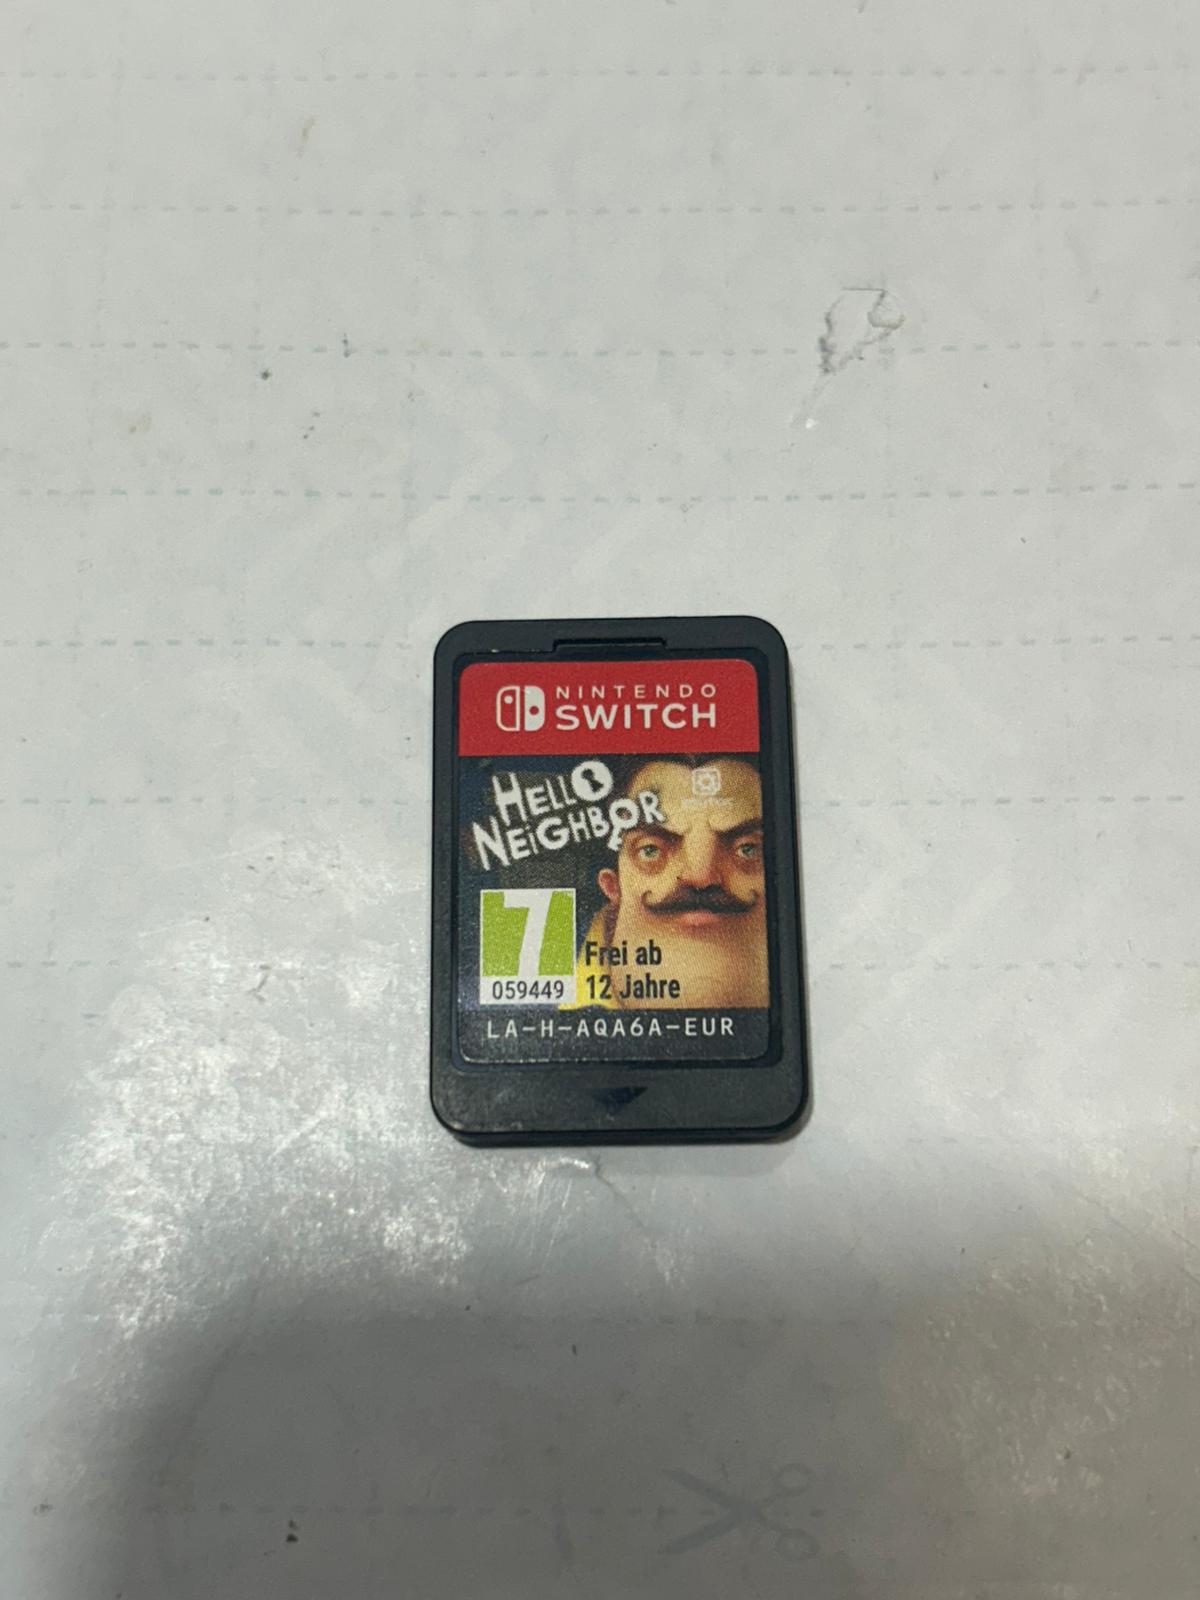 NINTENDO
SWITCH
HELLO
NEiGHBOR
7
059449
Frei ab
12 Jahre
LA-H-AQA6A-EUR